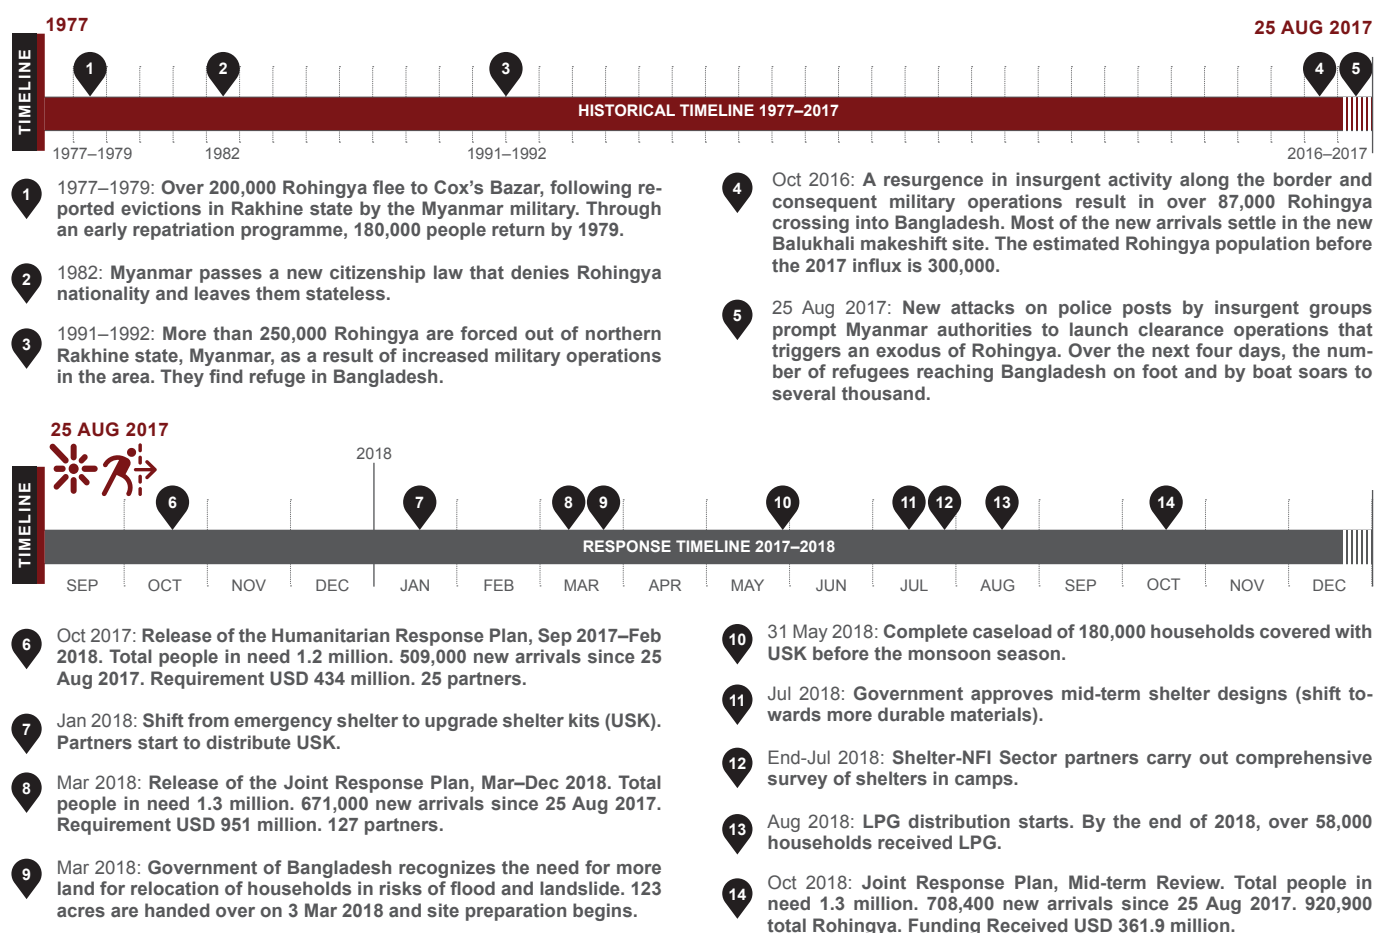 1977
25 AUG 2017
TIMELINE
1
2
3
4
5
HISTORICAL TIMELINE 1977–2017
1977–1979
1982
1991–1992
2016–2017
1
1977–1979: Over 200,000 Rohingya flee to Cox's Bazar, following re-
ported evictions in Rakhine state by the Myanmar military. Through
an early repatriation programme, 180,000 people return by 1979.
2
1982: Myanmar passes a new citizenship law that denies Rohingya
nationality and leaves them stateless.
3
1991–1992: More than 250,000 Rohingya are forced out of northern
Rakhine state, Myanmar, as a result of increased military operations
in the area. They find refuge in Bangladesh.
4
Oct 2016: A resurgence in insurgent activity along the border and
consequent military operations result in over 87,000 Rohingya
crossing into Bangladesh. Most of the new arrivals settle in the new
Balukhali makeshift site. The estimated Rohingya population before
the 2017 influx is 300,000.
5
25 Aug 2017: New attacks on police posts by insurgent groups
prompt Myanmar authorities to launch clearance operations that
triggers an exodus of Rohingya. Over the next four days, the num-
ber of refugees reaching Bangladesh on foot and by boat soars to
several thousand.
25 AUG 2017
2018
TIMELINE
6
7
8
9
10
11
12
13
14
RESPONSE TIMELINE 2017–2018
SEP
OCT
NOV
DEC
JAN
FEB
MAR
APR
MAY
JUN
JUL
AUG
SEP
OCT
NOV
DEC
6
Oct 2017: Release of the Humanitarian Response Plan, Sep 2017–Feb
2018. Total people in need 1.2 million. 509,000 new arrivals since 25
Aug 2017. Requirement USD 434 million. 25 partners.
7
Jan 2018: Shift from emergency shelter to upgrade shelter kits (USK).
Partners start to distribute USK.
8
Mar 2018: Release of the Joint Response Plan, Mar–Dec 2018. Total
people in need 1.3 million. 671,000 new arrivals since 25 Aug 2017.
Requirement USD 951 million. 127 partners.
9
Mar 2018: Government of Bangladesh recognizes the need for more
land for relocation of households in risks of flood and landslide. 123
acres are handed over on 3 Mar 2018 and site preparation begins.
10
31 May 2018: Complete caseload of 180,000 households covered with
USK before the monsoon season.
11
Jul 2018: Government approves mid-term shelter designs (shift to-
wards more durable materials).
12
End-Jul 2018: Shelter-NFI Sector partners carry out comprehensive
survey of shelters in camps.
13
Aug 2018: LPG distribution starts. By the end of 2018, over 58,000
households received LPG.
14
Oct 2018: Joint Response Plan, Mid-term Review. Total people in
need 1.3 million. 708,400 new arrivals since 25 Aug 2017. 920,900
total Rohingya. Funding Received USD 361.9 million.